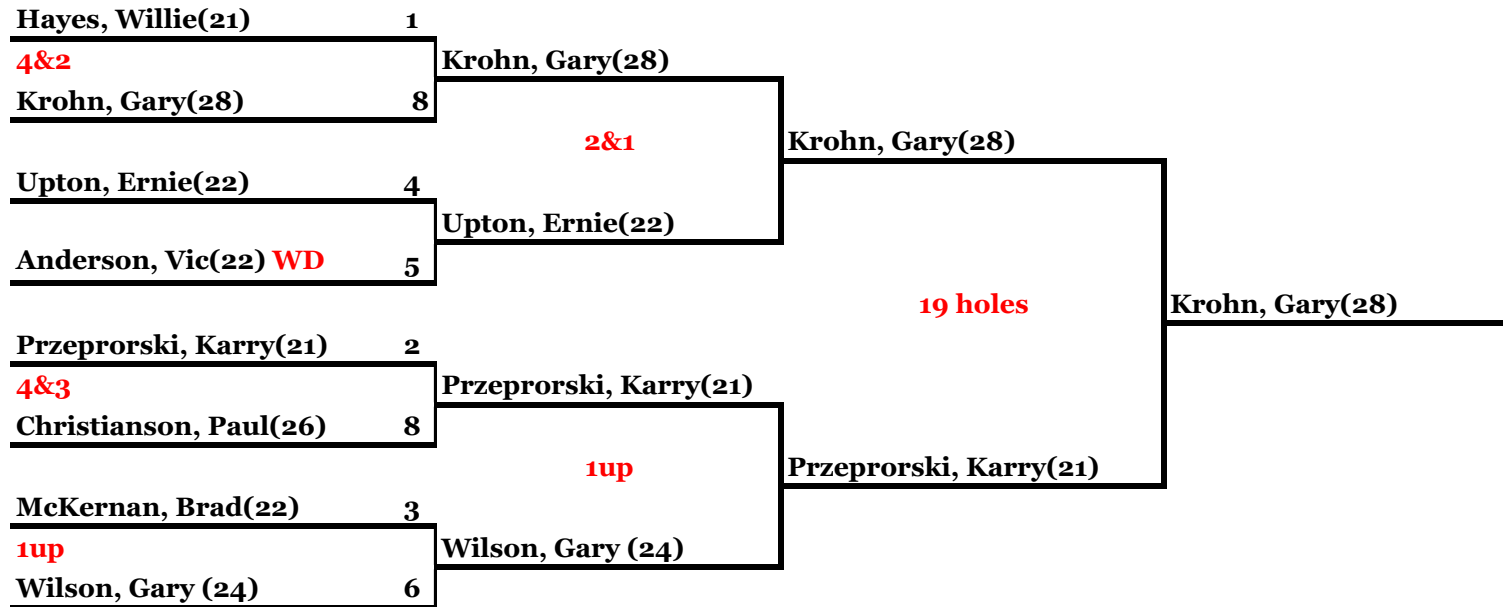 Hayes, Willie(21) 1
4&2
Krohn, Gary(28)
Krohn, Gary(28) 8
2&1
Krohn, Gary(28)
Upton, Ernie(22) 4
Upton, Ernie(22)
Anderson, Vic(22) WD 5
19 holes
Krohn, Gary(28)
Przeprorski, Karry(21) 2
4&3
Przeprorski, Karry(21)
Christianson, Paul(26) 8
1up
Przeprorski, Karry(21)
McKernan, Brad(22) 3
1up
Wilson, Gary (24)
Wilson, Gary (24) 6